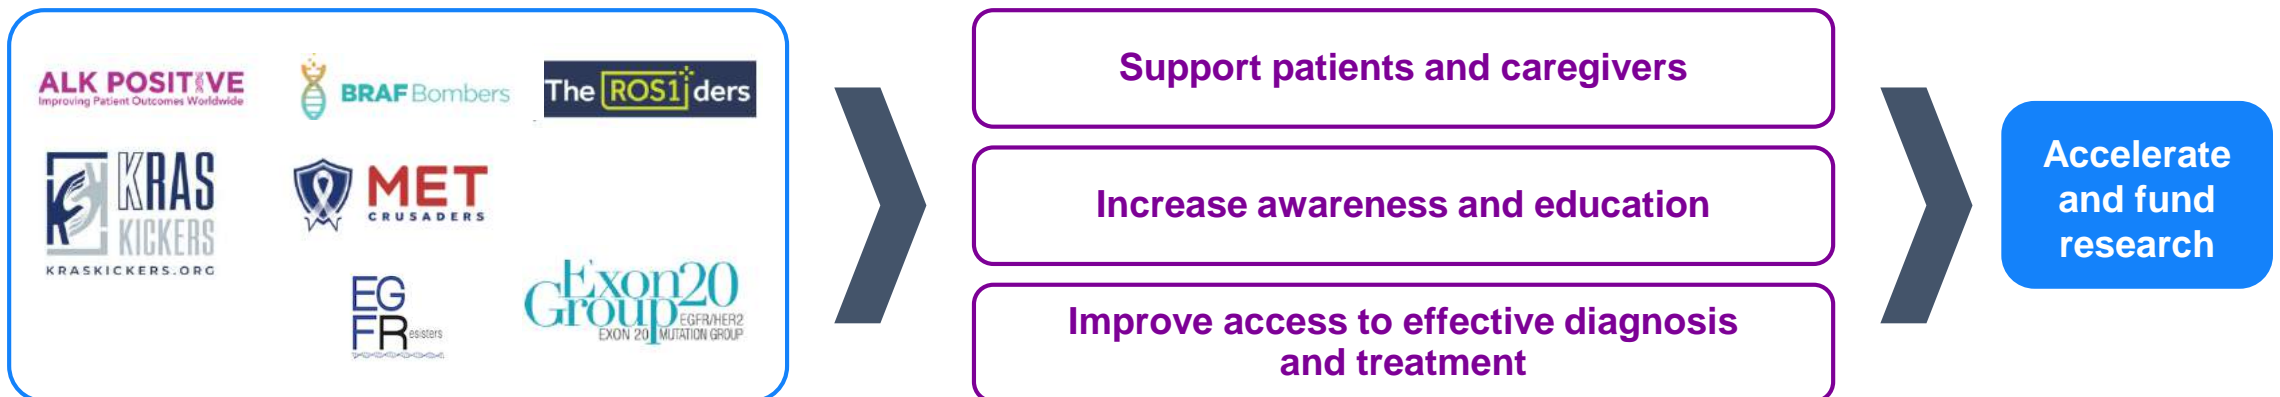 ALK POSITIVE
Improving Patient Outcomes Worldwide
BRAF Bombers
The ROS1ders
KRAS
KICKERS
KRASKICKERS.ORG
MET
CRUSADERS
EG
FResisters
Exon20
Group
EGFR/HER2
EXON 20 MUTATION GROUP
Support patients and caregivers
Increase awareness and education
Improve access to effective diagnosis
and treatment
Accelerate
and fund
research